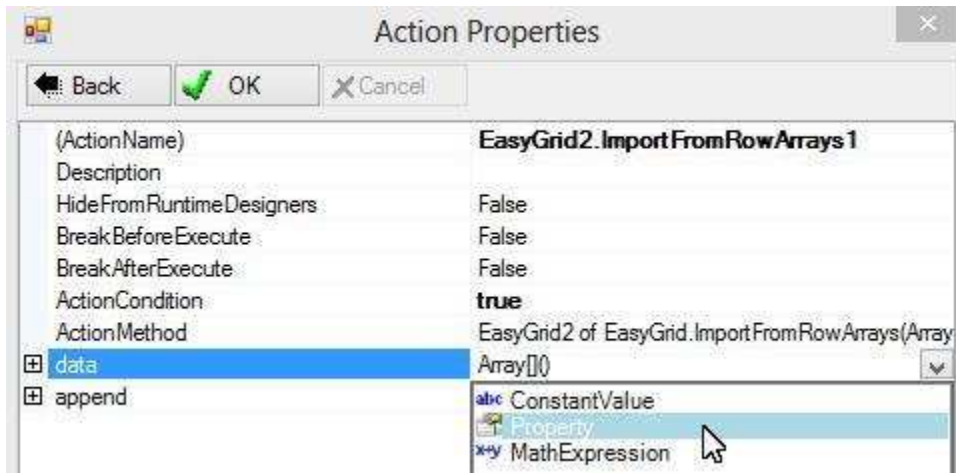 Action Properties
Back OK Cancel
(ActionName) EasyGrid2.ImportFromRowArrays1
Description
HideFromRuntimeDesigners False
BreakBeforeExecute False
BreakAfterExecute False
ActionCondition true
ActionMethod EasyGrid2 of EasyGrid.ImportFromRowArrays(Array
data Array[]()
append
abc ConstantValue
Property
x+y MathExpression